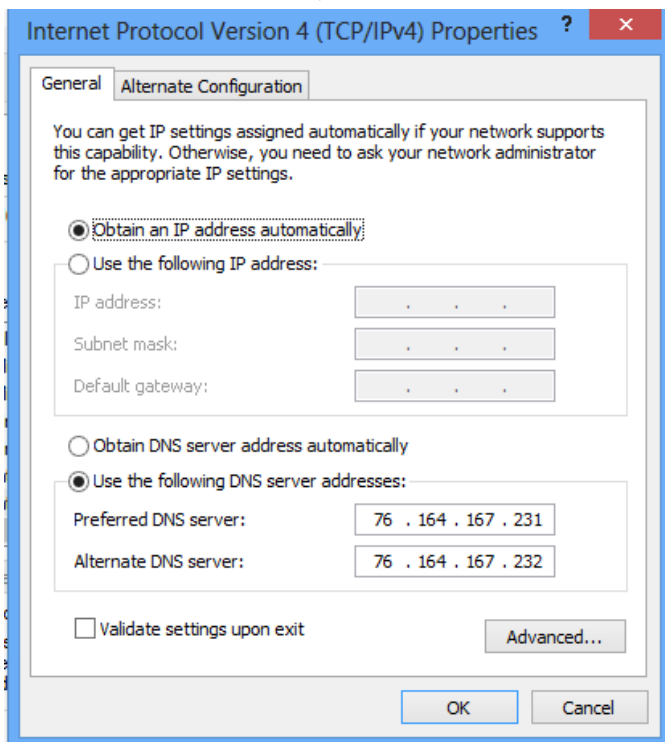 Internet Protocol Version 4 (TCP/IPv4) Properties ?
General Alternate Configuration
You can get IP settings assigned automatically if your network supports
this capability. Otherwise, you need to ask your network administrator
for the appropriate IP settings.
Obtain an IP address automatically
Use the following IP address:
IP address: . . .
Subnet mask: . . .
Default gateway: . . .
Obtain DNS server address automatically
Use the following DNS server addresses:
Preferred DNS server: 76 . 164 . 167 . 231
Alternate DNS server: 76 . 164 . 167 . 232
Validate settings upon exit
Advanced...
OK Cancel